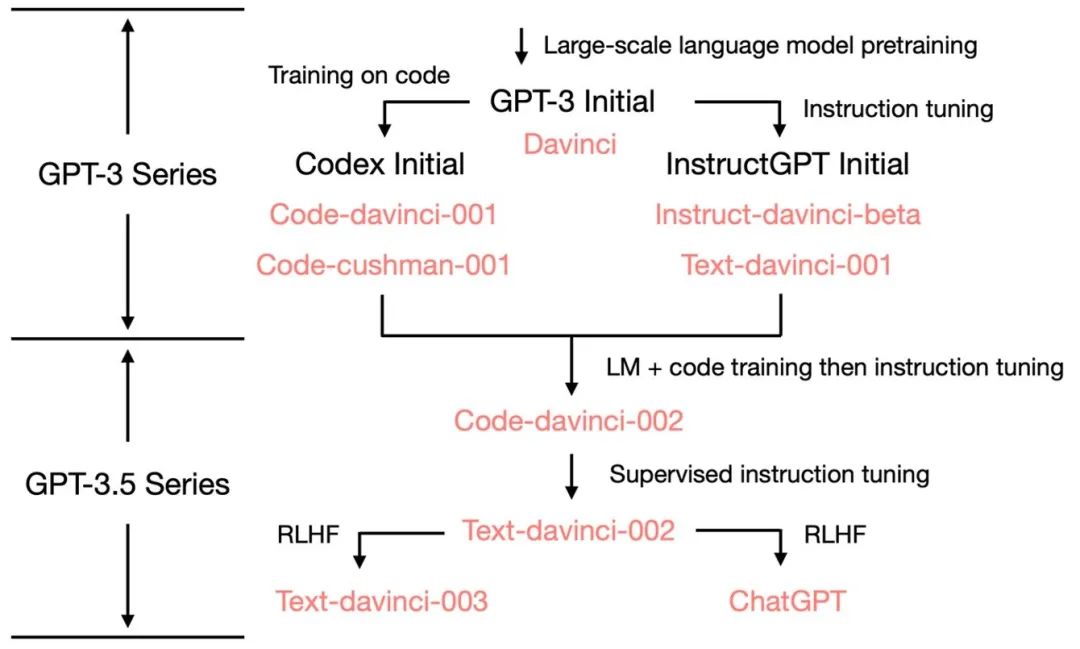 Large-scale language model pretraining
Training on code
GPT-3 Initial
Instruction tuning
Davinci
Codex Initial
InstructGPT Initial
GPT-3 Series
Code-davinci-001
Instruct-davinci-beta
Code-cushman-001
Text-davinci-001
LM + code training then instruction tuning
Code-davinci-002
GPT-3.5 Series
Supervised instruction tuning
RLHF
Text-davinci-002
RLHF
Text-davinci-003
ChatGPT